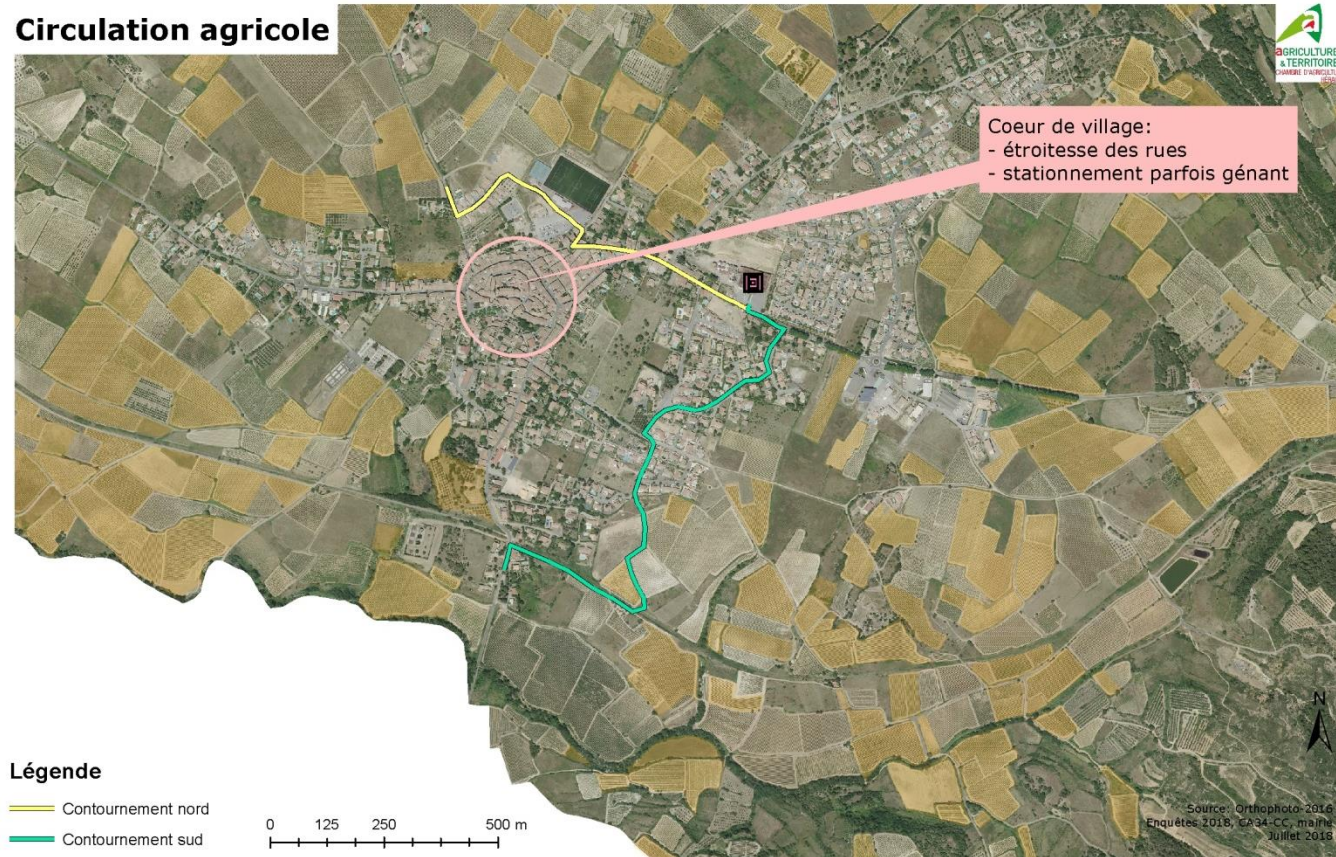 Circulation agricole
aGRICULTURE
& TERRITOIRE
CHAMBRE D'AGRICULTU
Coeur de village:
- étroitesse des rues
- stationnement parfois génant
N
Légende
Contournement nord
Contournement sud
0 125 250 500 m
Source: Orthophoto-2016
Enquêtes 2018, CA34-CC, mairie
Juillet 2018